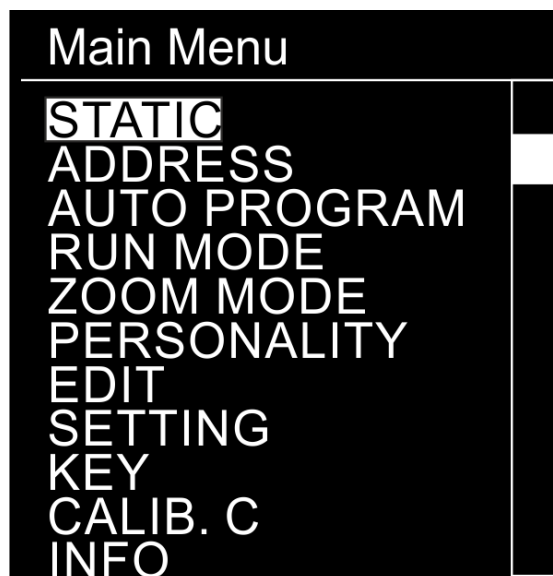 Main Menu
STATIC
ADDRESS
AUTO PROGRAM
RUN MODE
ZOOM MODE
PERSONALITY
EDIT
SETTING
KEY
CALIB. C
INFO